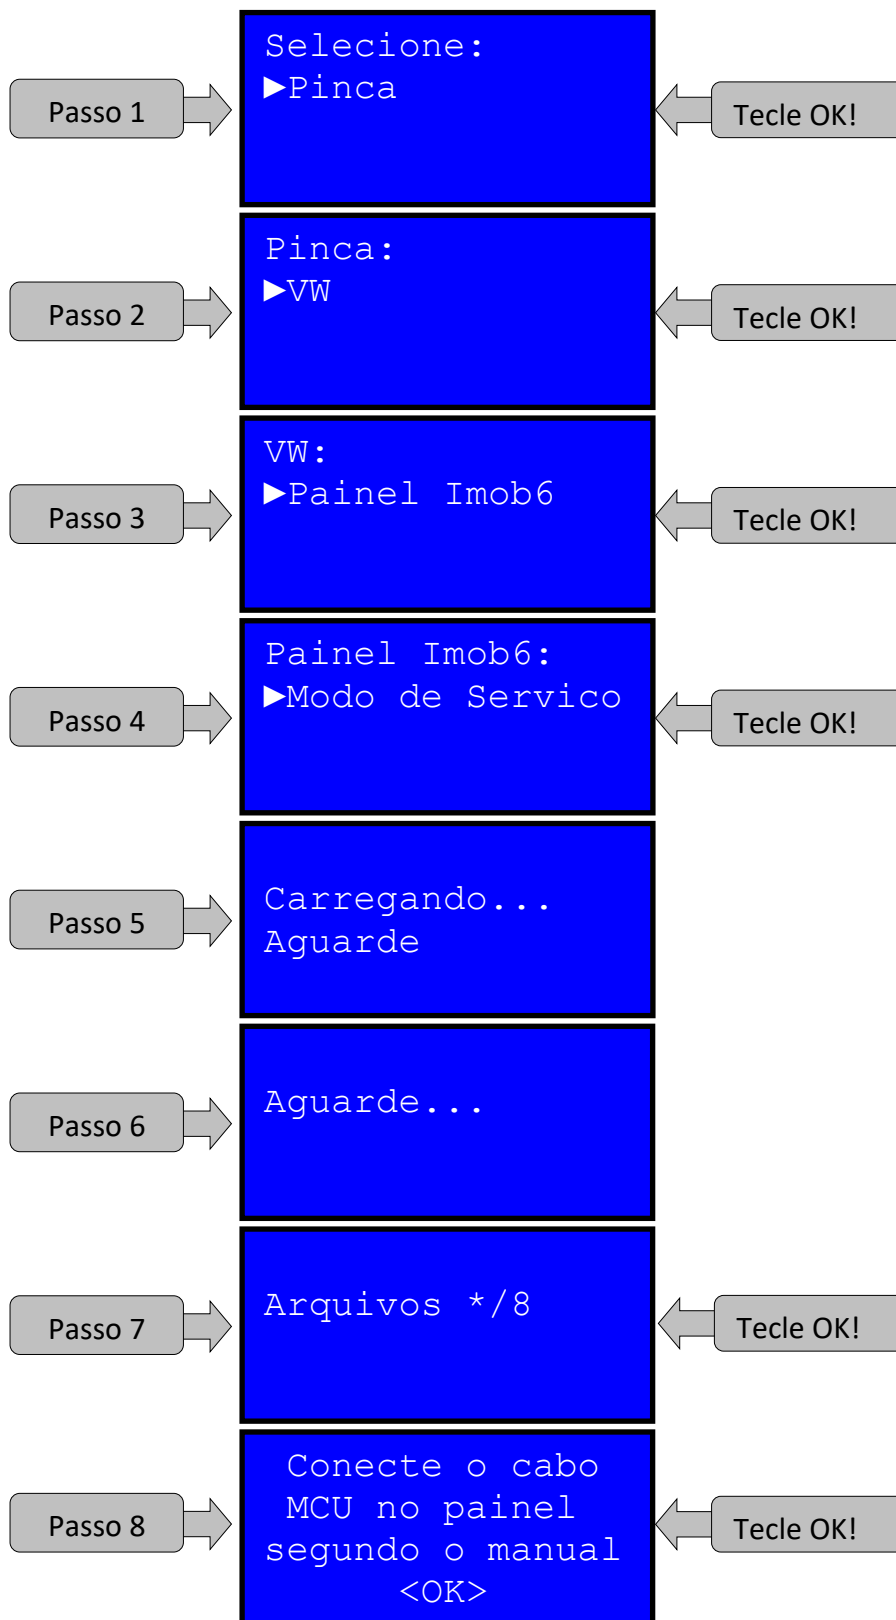 Selecione:
►Pinca
Passo 1
Tecle OK!
Pinca:
►VW
Passo 2
Tecle OK!
VW:
►Painel Imob6
Passo 3
Tecle OK!
Painel Imob6:
►Modo de Servico
Passo 4
Tecle OK!
Carregando...
Aguarde
Passo 5
Aguarde...
Passo 6
Arquivos */8
Passo 7
Tecle OK!
Conecte o cabo
MCU no painel
segundo o manual
<OK>
Passo 8
Tecle OK!